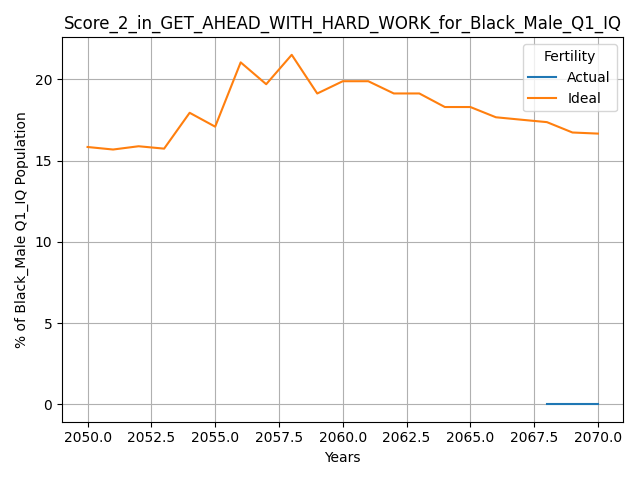 Score_2_in_GET_AHEAD_WITH_HARD_WORK_for_Black_Male_Q1_IQ
Fertility
Actual
Ideal
% of Black_Male Q1_IQ Population
20
15
10
5
0
2050.0 2052.5 2055.0 2057.5 2060.0 2062.5 2065.0 2067.5 2070.0
Years